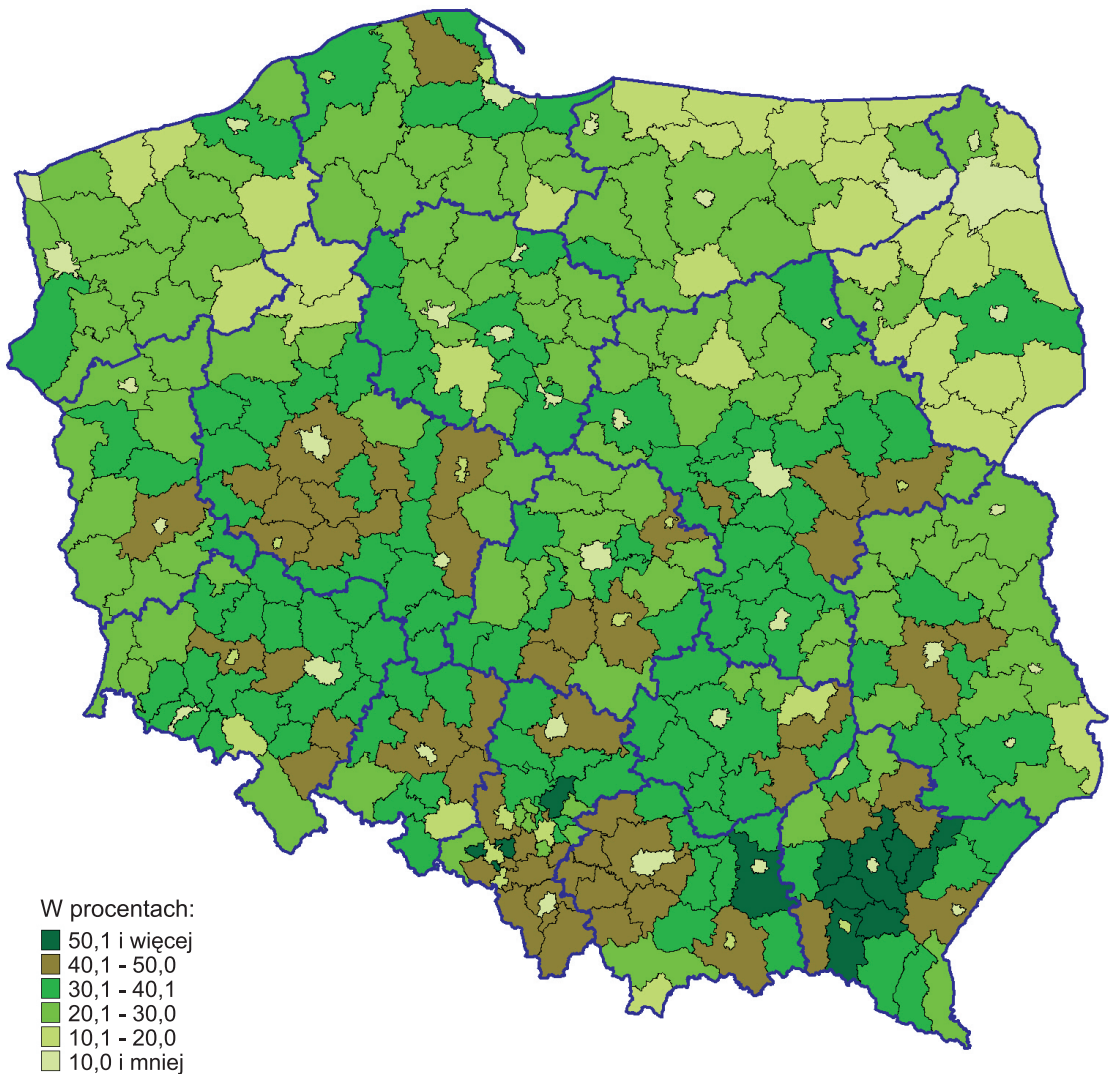 W procentach:
50,1 i więcej
40,1 - 50,0
30,1 - 40,1
20,1 - 30,0
10,1 - 20,0
10,0 i mniej